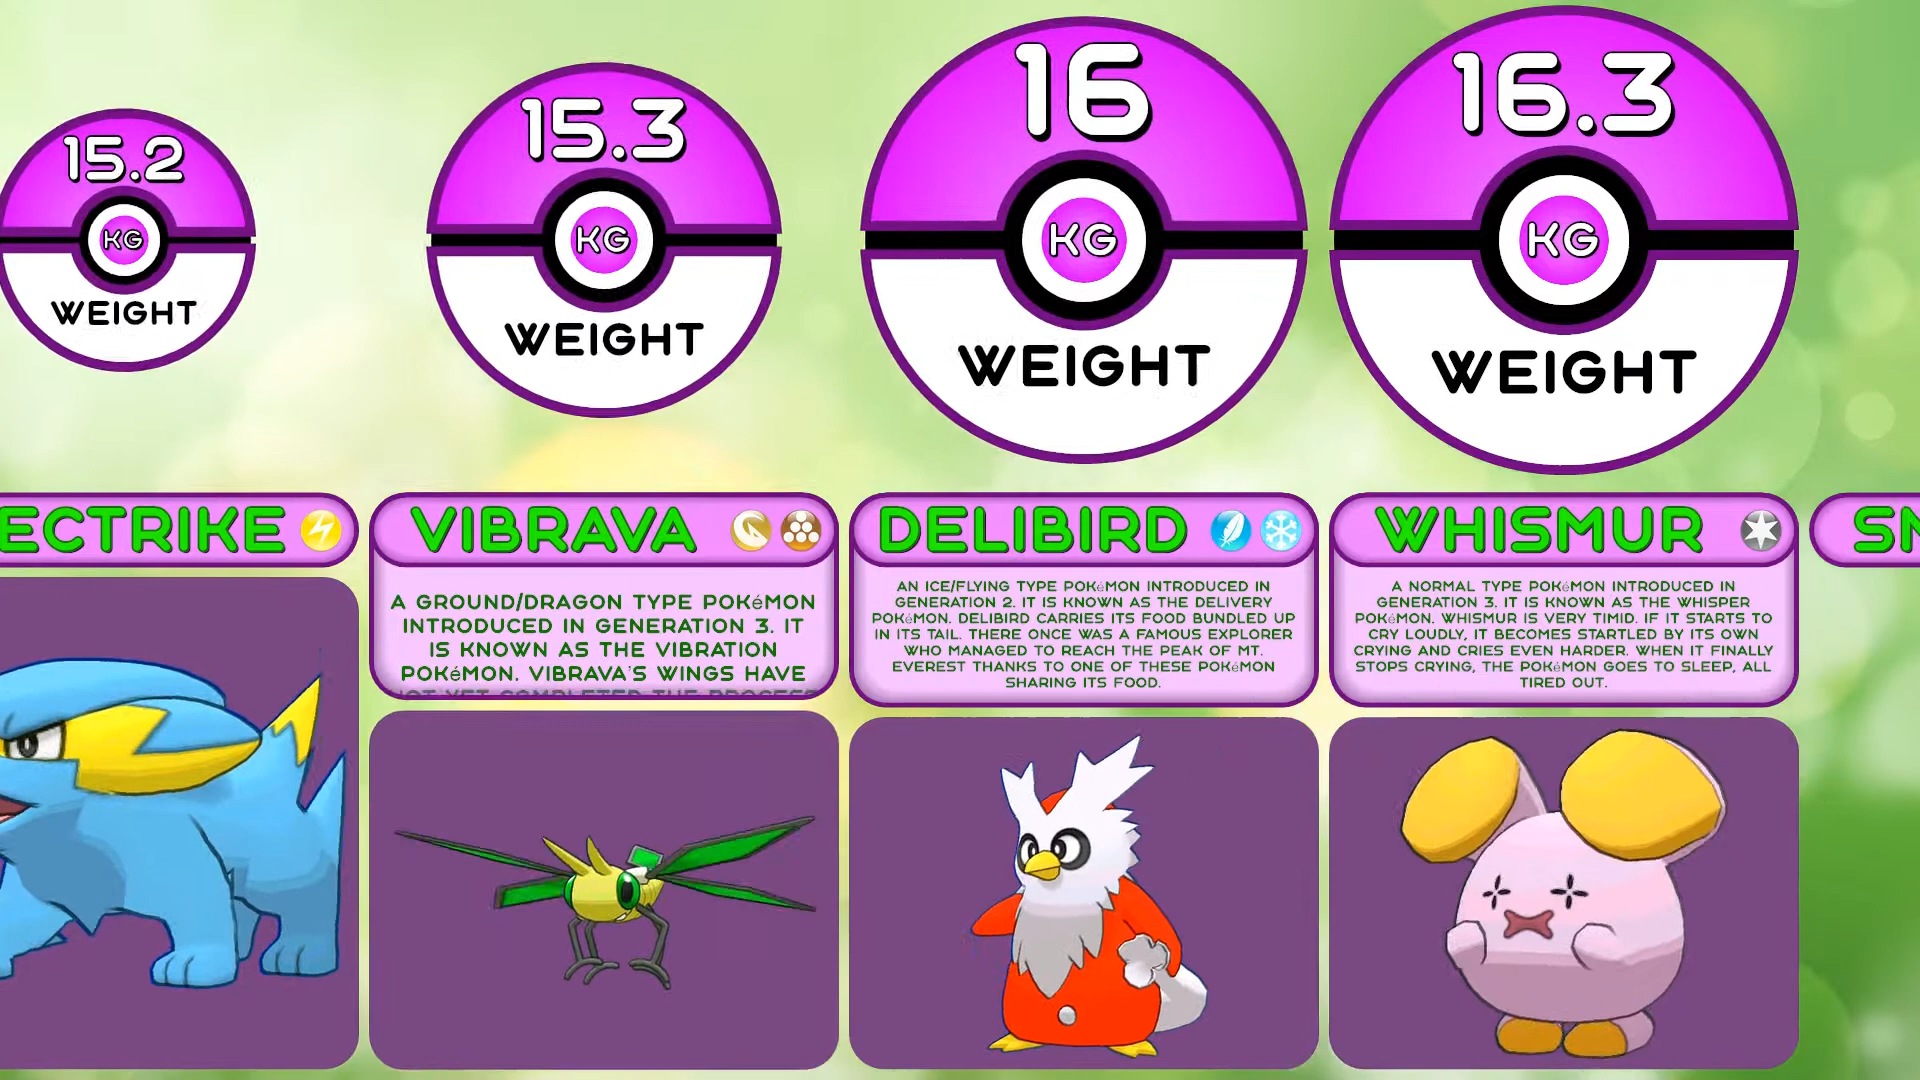 15.2
KG
WEIGHT
ECTRIKE
15.3
KG
WEIGHT
VIBRAVA
A GROUND/DRAGON TYPE POKéMON
INTRODUCED IN GENERATION 3. IT
IS KNOWN AS THE VIBRATION
POKéMON. VIBRAVA'S WINGS HAVE
NOT YET COMPLETED THE PROCESS
16
KG
WEIGHT
DELIBIRD
AN ICE/FLYING TYPE POKéMON INTRODUCED IN
GENERATION 2. IT IS KNOWN AS THE DELIVERY
POKéMON. DELIBIRD CARRIES ITS FOOD BUNDLED UP
IN ITS TAIL. THERE ONCE WAS A FAMOUS EXPLORER
WHO MANAGED TO REACH THE PEAK OF MT.
EVEREST THANKS TO ONE OF THESE POKéMON
SHARING ITS FOOD.
16.3
KG
WEIGHT
WHISMUR
A NORMAL TYPE POKéMON INTRODUCED IN
GENERATION 3. IT IS KNOWN AS THE WHISPER
POKéMON. WHISMUR IS VERY TIMID. IF IT STARTS TO
CRY LOUDLY, IT BECOMES STARTLED BY ITS OWN
CRYING AND CRIES EVEN HARDER. WHEN IT FINALLY
STOPS CRYING, THE POKéMON GOES TO SLEEP, ALL
TIRED OUT.